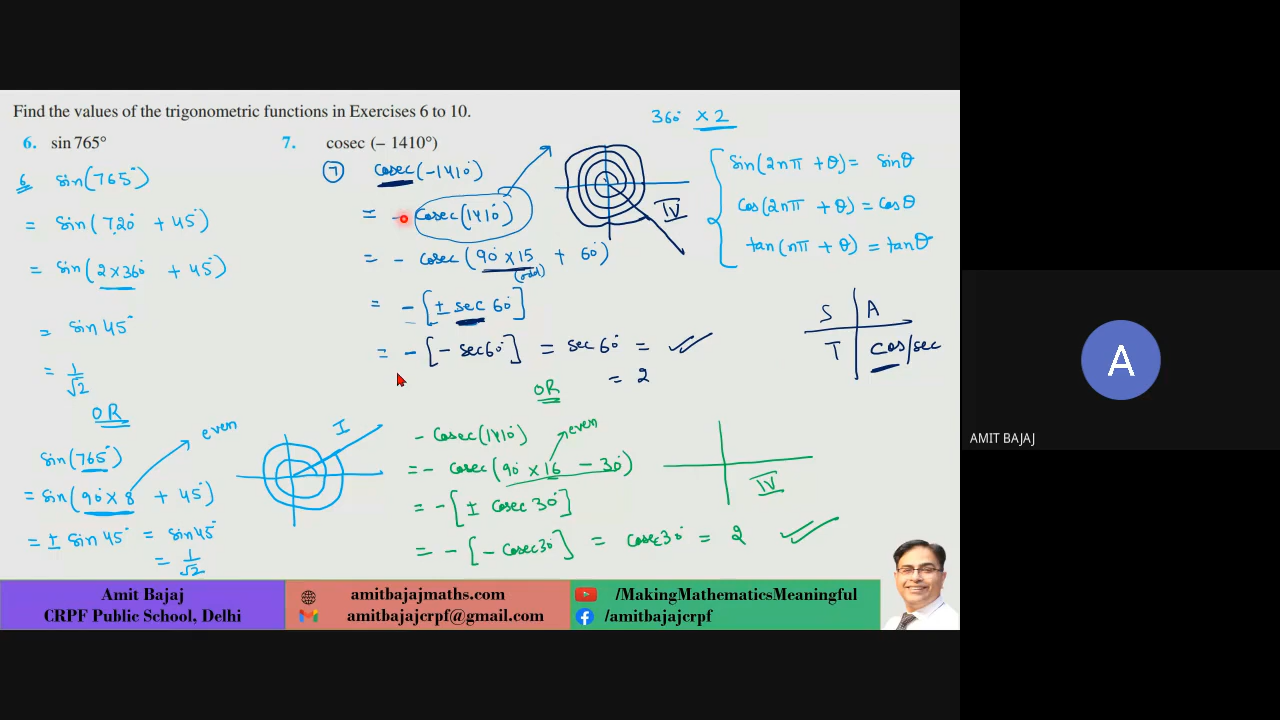 Find the values of the trigonometric functions in Exercises 6 to 10.
6. sin 765°
7. cosec (– 1410°)
6 sin(765°)
= sin(720° + 45°)
= sin(2×360° + 45°)
= sin 45°
= 1/√2
OR
sin(765°)
= sin(90°×8 + 45°)
even
= ± sin 45° = sin 45°
= 1/√2
I
⑦ cosec(-1410°)
= - cosec(1410°)
= - cosec(90°×15 + 60°)
(odd)
= -[± sec 60°]
= -[- sec 60°] = sec 60° =
= 2
IV
OR
- cosec(1410°)
even
= - cosec(90°×16 - 30°)
= -[± cosec 30°]
= -[- cosec 30°] = cosec 30° = 2
IV
360° × 2
sin(2nπ + θ) = sinθ
cos(2nπ + θ) = cosθ
tan(nπ + θ) = tanθ
S A
T cos/sec
A
AMIT BAJAJ
Amit Bajaj
CRPF Public School, Delhi
amitbajajmaths.com
amitbajajcrpf@gmail.com
/MakingMathematicsMeaningful
/amitbajajcrpf